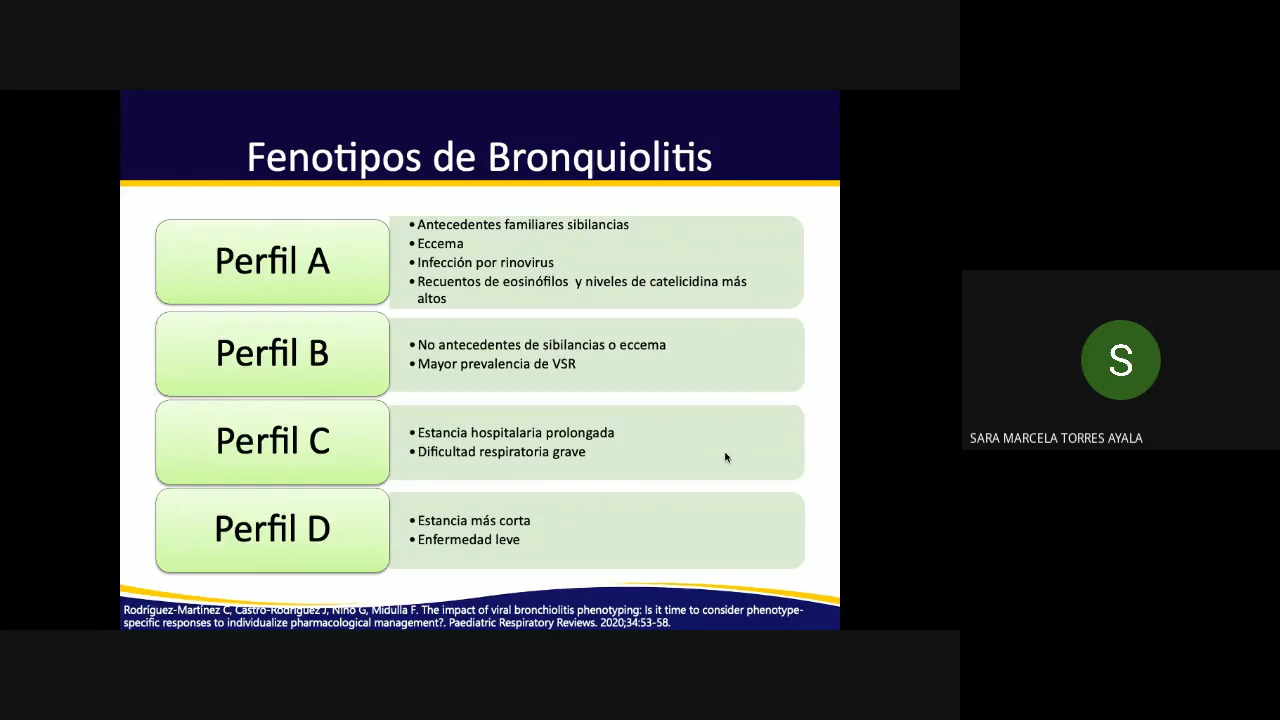 Fenotipos de Bronquiolitis
Perfil A
• Antecedentes familiares sibilancias
• Eccema
• Infección por rinovirus
• Recuentos de eosinófilos y niveles de catelicidina más
altos
Perfil B
• No antecedentes de sibilancias o eccema
• Mayor prevalencia de VSR
Perfil C
• Estancia hospitalaria prolongada
• Dificultad respiratoria grave
Perfil D
• Estancia más corta
• Enfermedad leve
Rodríguez-Martínez C, Castro-Rodriguez J, Nino G, Midulla F. The impact of viral bronchiolitis phenotyping: Is it time to consider phenotype-
specific responses to individualize pharmacological management?. Paediatric Respiratory Reviews. 2020;34:53-58.
S
SARA MARCELA TORRES AYALA